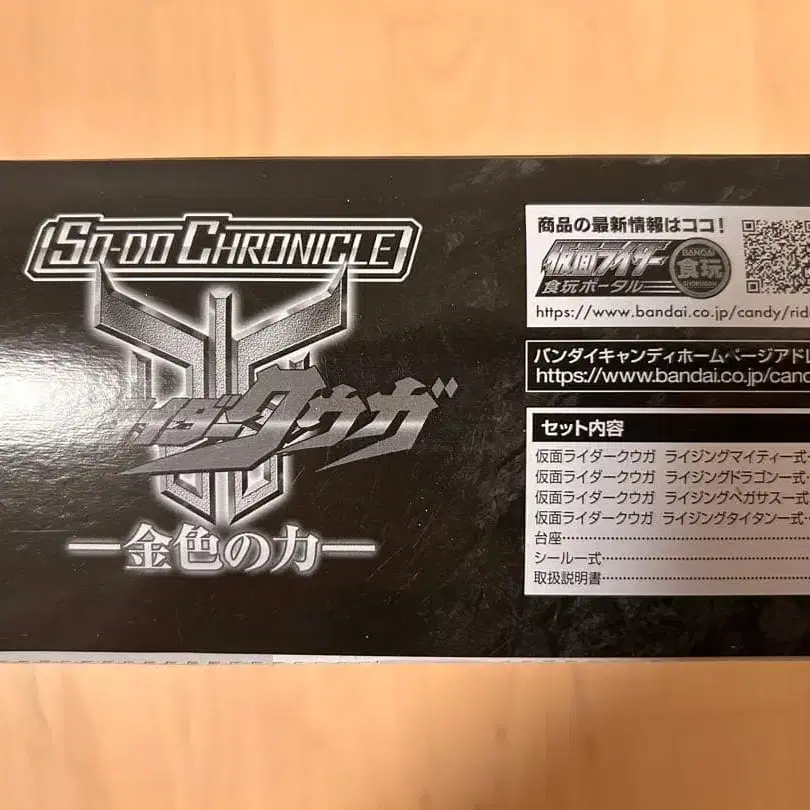 SO-DO CHRONICLE
イダークウガ
—金色の力—
商品の最新情報はココ!
仮面ライダー
食玩ポータル
BANDAI
食玩
SHOKUGAN
https://www.bandai.co.jp/candy/rid
バンダイキャンディホームページアドレ
https://www.bandai.co.jp/cand
セット内容
仮面ライダークウガ ライジングマイティー式
仮面ライダークウガ ライジングドラゴン一式
仮面ライダークウガ ライジングペガサス一式
仮面ライダークウガ ライジングタイタン一式
台座
シール一式
取扱説明書